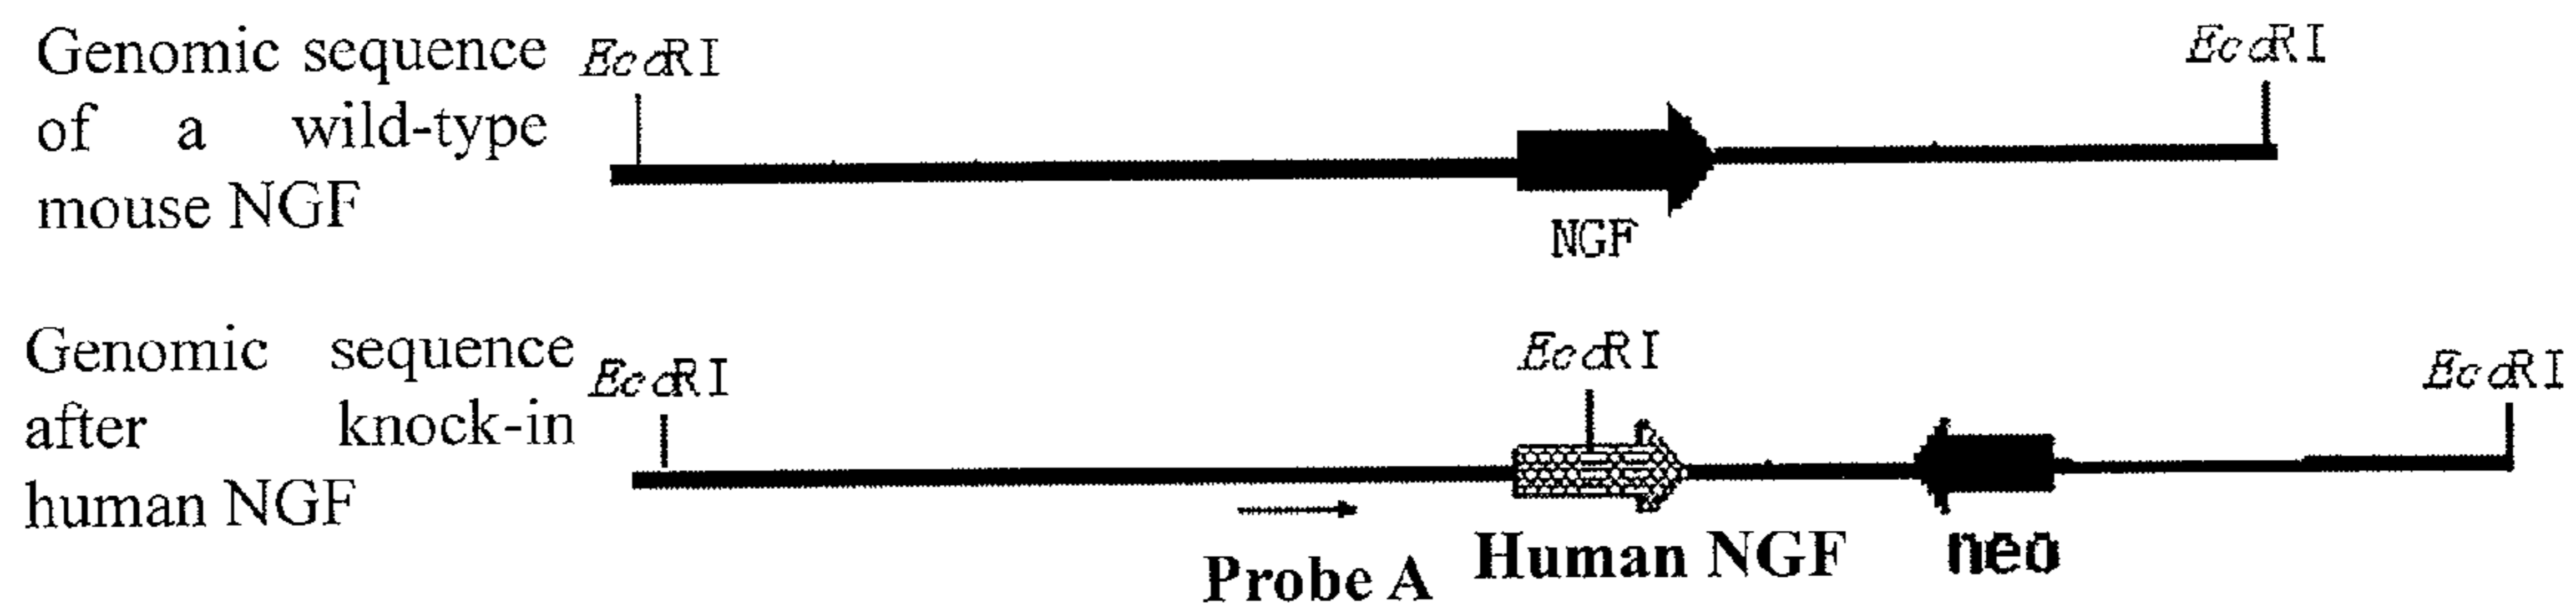 Genomic sequence
of a wild-type
mouse NGF
EcoRI
EcoRI
NGF
Genomic sequence
after knock-in
human NGF
EcoRI
EcoRI
EcoRI
Probe A
Human NGF
neo